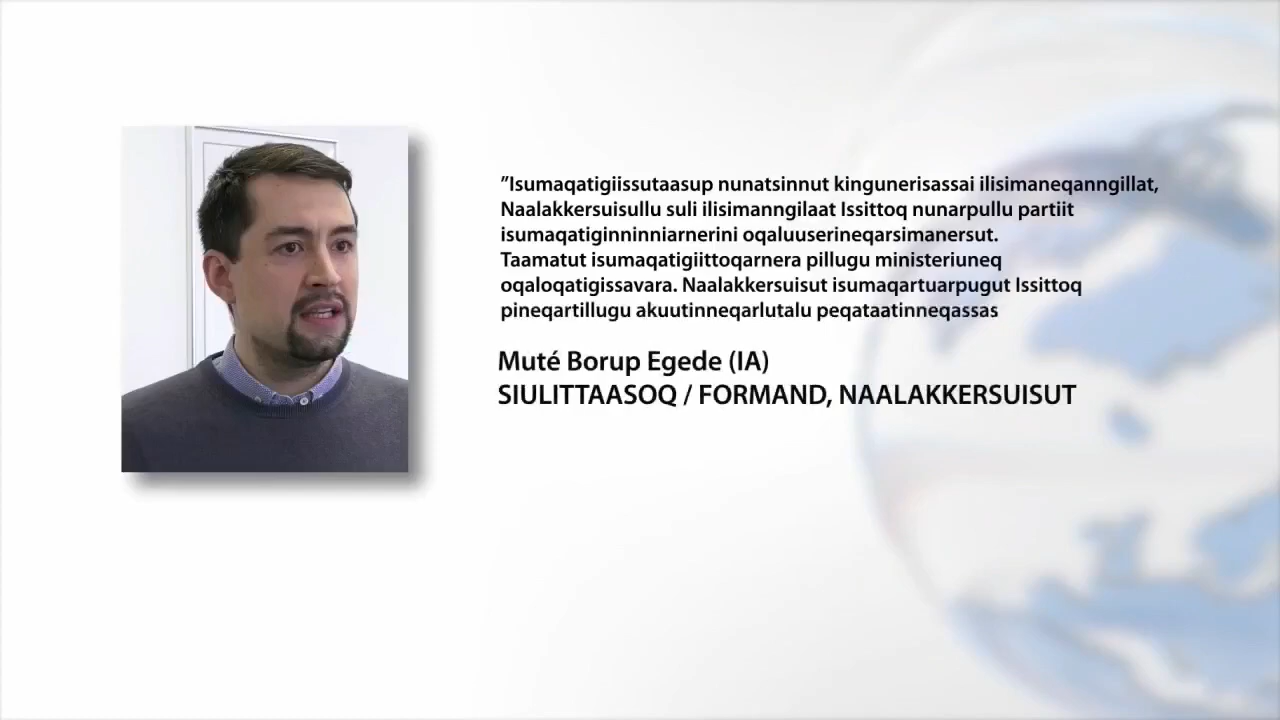 ”Isumaqatigiissutaasup nunatsinnut kingunerisassai ilisimaneqanngillat,
Naalakkersuisullu suli ilisimanngilaat Issittoq nunarpullu partiit
isumaqatiginninniarnerini oqaluuserineqarsimanersut.
Taamatut isumaqatigiittoqarnera pillugu ministeriuneq
oqaloqatigissavara. Naalakkersuisut isumaqartuarpugut Issittoq
pineqartillugu akuutinneqarlutalu peqataatinneqassas
Muté Borup Egede (IA)
SIULITTAASOQ / FORMAND, NAALAKKERSUISUT